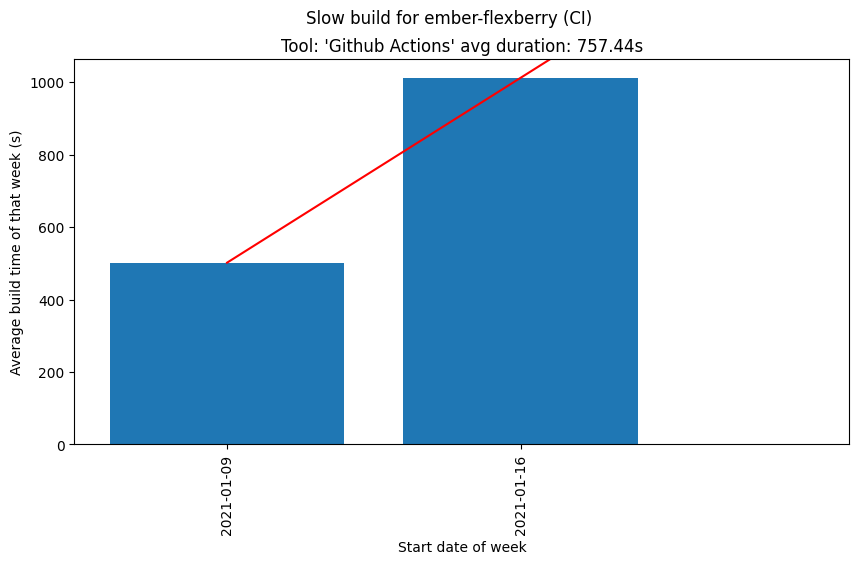 Slow build for ember-flexberry (CI)
Tool: 'Github Actions' avg duration: 757.44s
Average build time of that week (s)
1000
800
600
400
200
0
2021-01-09
2021-01-16
Start date of week